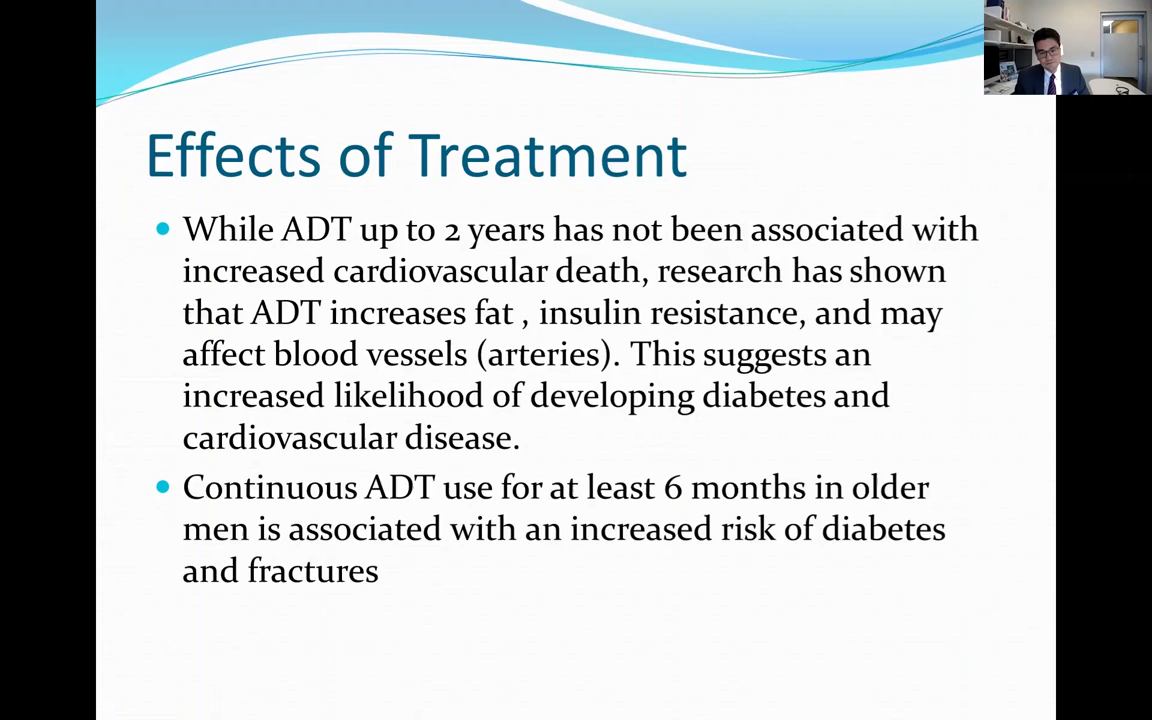 Effects of Treatment
While ADT up to 2 years has not been associated with
increased cardiovascular death, research has shown
that ADT increases fat , insulin resistance, and may
affect blood vessels (arteries). This suggests an
increased likelihood of developing diabetes and
cardiovascular disease.
Continuous ADT use for at least 6 months in older
men is associated with an increased risk of diabetes
and fractures